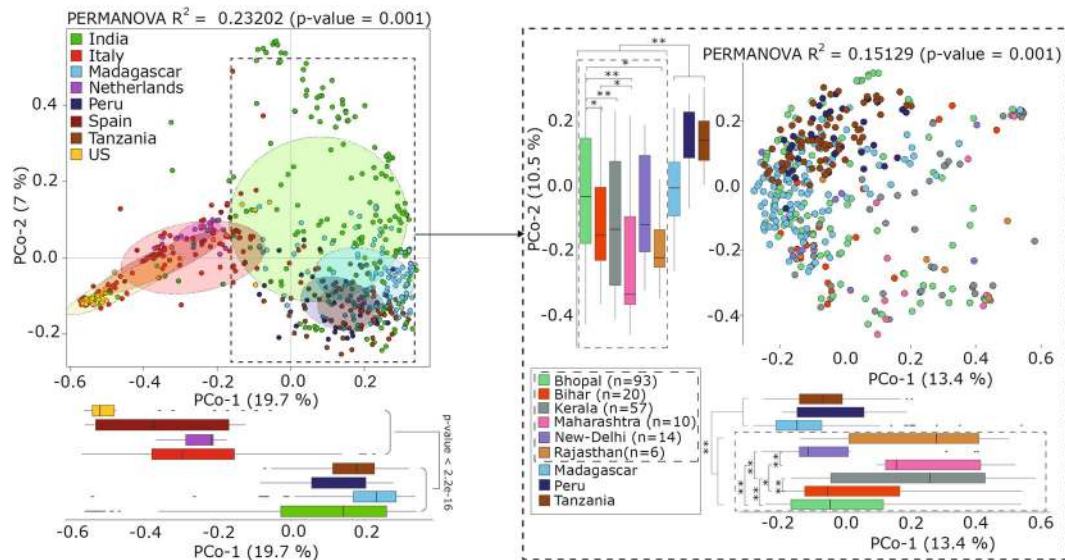 PERMANOVA R² = 0.23202 (p-value = 0.001)
India
Italy
Madagascar
Netherlands
Peru
Spain
Tanzania
US
0.4
0.2
0.0
-0.2
PCo-2 (7 %)
-0.6
-0.4
-0.2
0.0
0.2
PCo-1 (19.7 %)
p-value < 2.2e-16
-0.6
-0.4
-0.2
0.0
0.2
PCo-1 (19.7 %)
**
*
**
*
**
*
PERMANOVA R² = 0.15129 (p-value = 0.001)
0.2
0.0
-0.2
-0.4
PCo-2 (10.5 %)
0.2
0.0
-0.2
-0.4
-0.2
0.0
0.2
0.4
0.6
PCo-1 (13.4 %)
Bhopal (n=93)
Bihar (n=20)
Kerala (n=57)
Maharashtra (n=10)
New-Delhi (n=14)
Rajasthan(n=6)
Madagascar
Peru
Tanzania
**
**
**
**
*
*
**
**
-0.2
0.0
0.2
0.4
0.6
PCo-1 (13.4 %)